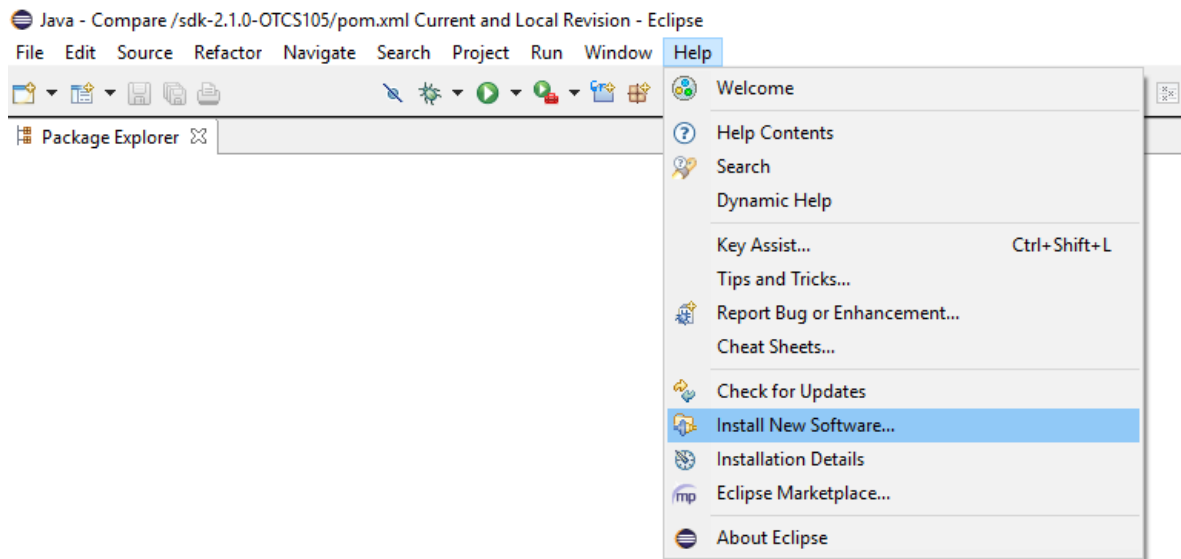 Java - Compare /sdk-2.1.0-OTCS105/pom.xml Current and Local Revision - Eclipse
File Edit Source Refactor Navigate Search Project Run Window Help
Package Explorer
Welcome
Help Contents
Search
Dynamic Help
Key Assist... Ctrl+Shift+L
Tips and Tricks...
Report Bug or Enhancement...
Cheat Sheets...
Check for Updates
Install New Software...
Installation Details
mp Eclipse Marketplace...
About Eclipse